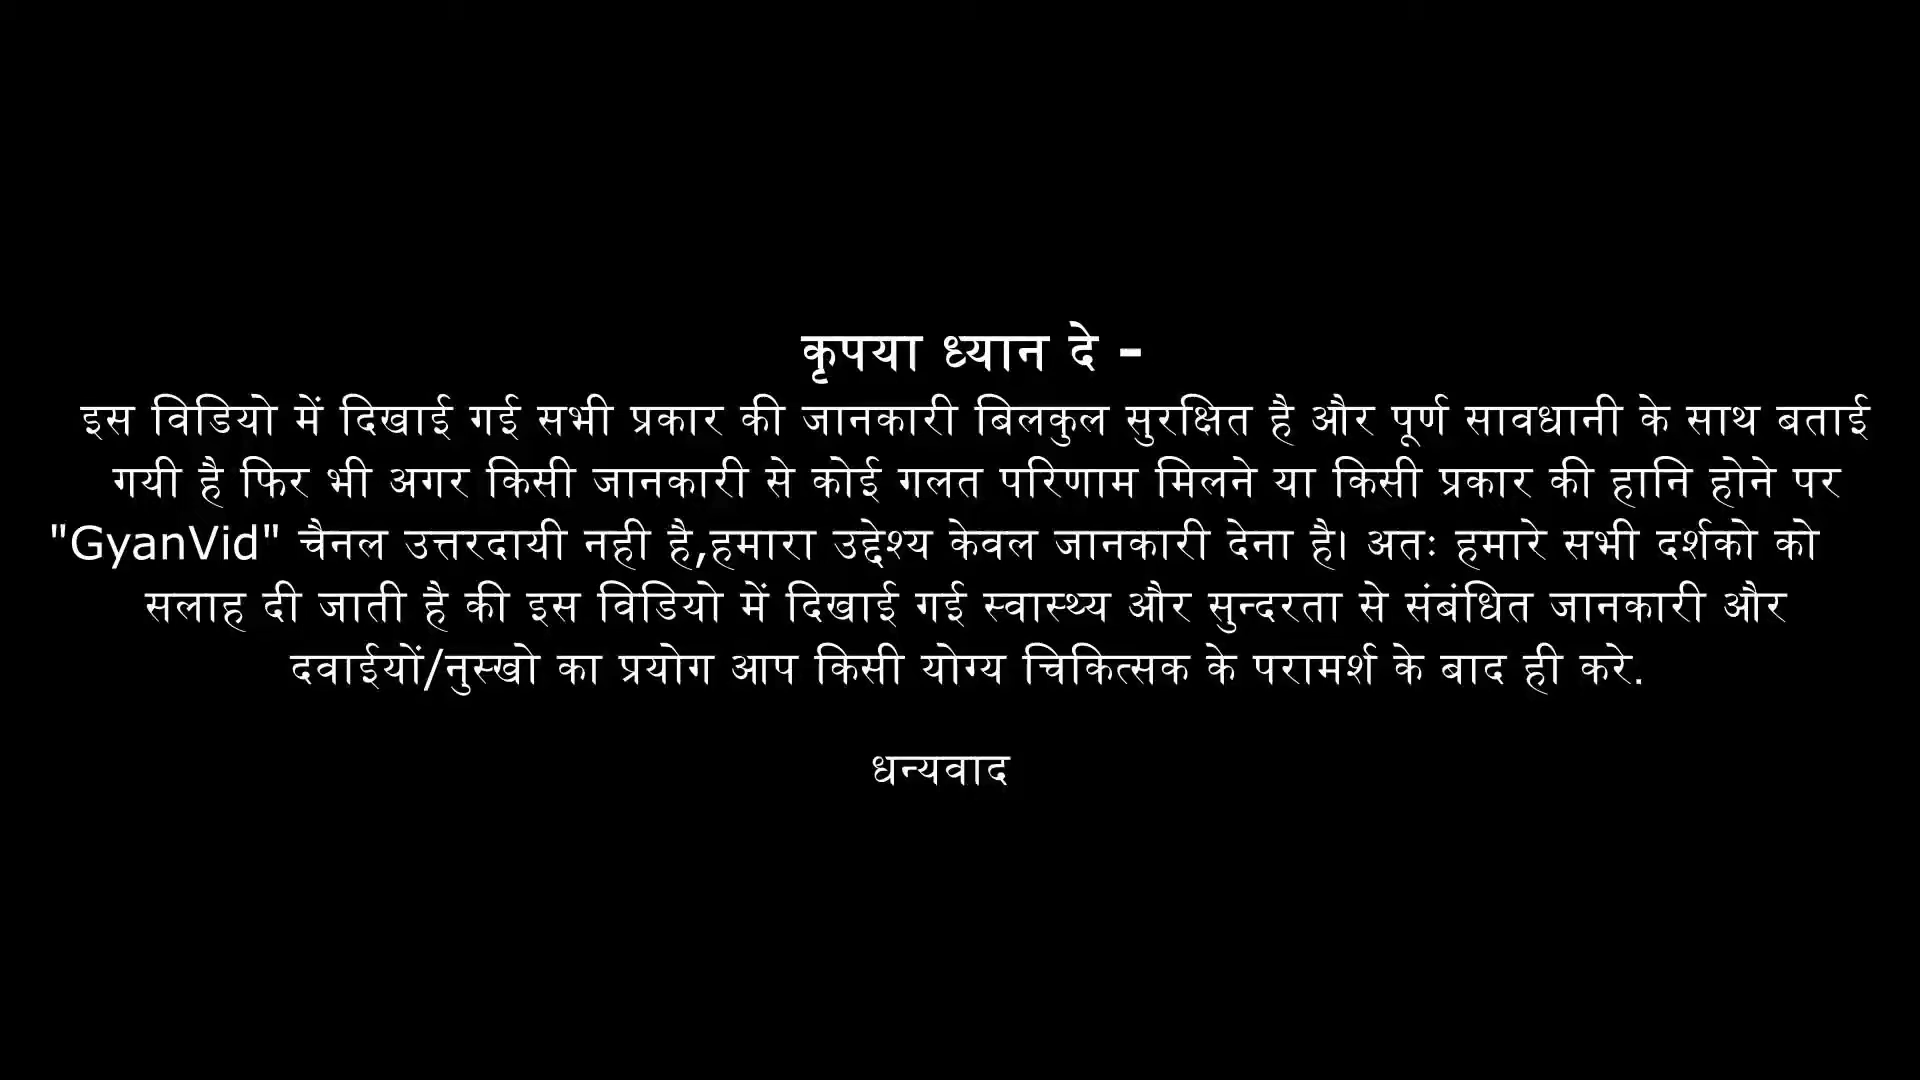 कृपया ध्यान दे -
इस विडियो में दिखाई गई सभी प्रकार की जानकारी बिलकुल सुरक्षित है और पूर्ण सावधानी के साथ बताई
गयी है फिर भी अगर किसी जानकारी से कोई गलत परिणाम मिलने या किसी प्रकार की हानि होने पर
"GyanVid" चैनल उत्तरदायी नही है,हमारा उद्देश्य केवल जानकारी देना है। अतः हमारे सभी दर्शको को
सलाह दी जाती है की इस विडियो में दिखाई गई स्वास्थ्य और सुन्दरता से संबंधित जानकारी और
दवाईयों/नुस्खो का प्रयोग आप किसी योग्य चिकित्सक के परामर्श के बाद ही करे.
धन्यवाद